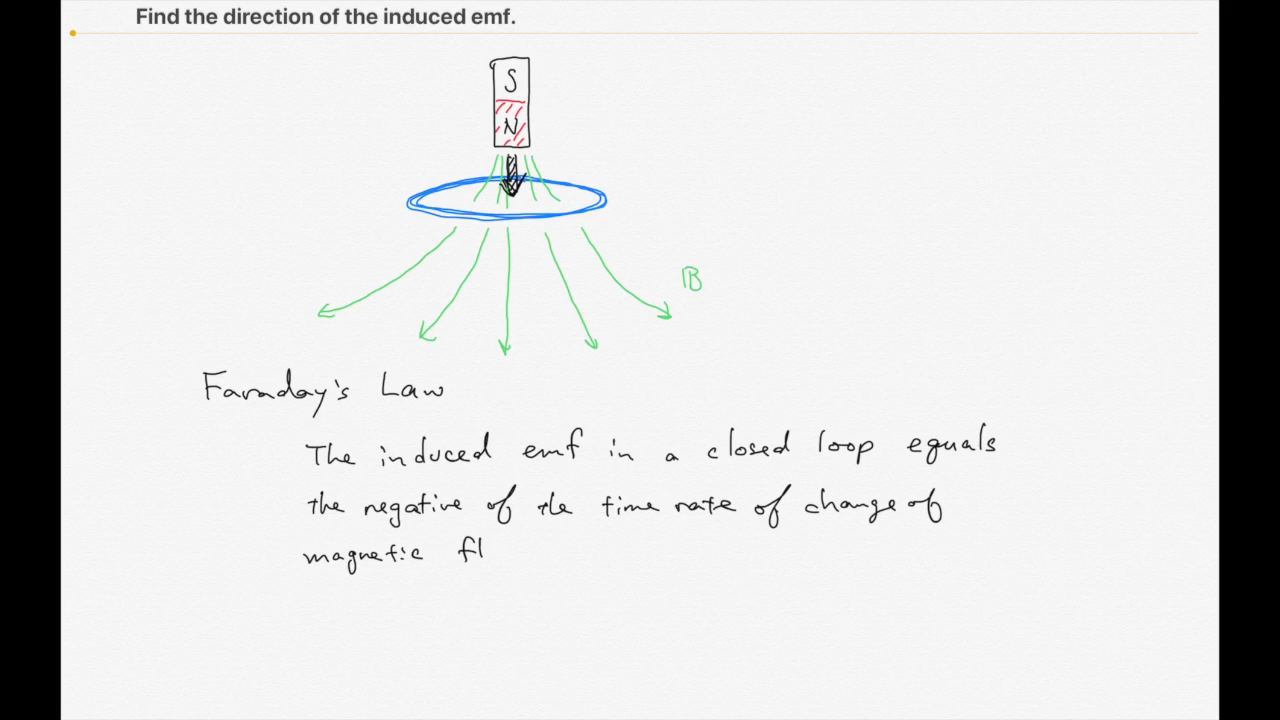 Find the direction of the induced emf.
S
N
B
Faraday's Law
The induced emf in a closed loop equals
the negative of the time rate of change of
magnetic fl